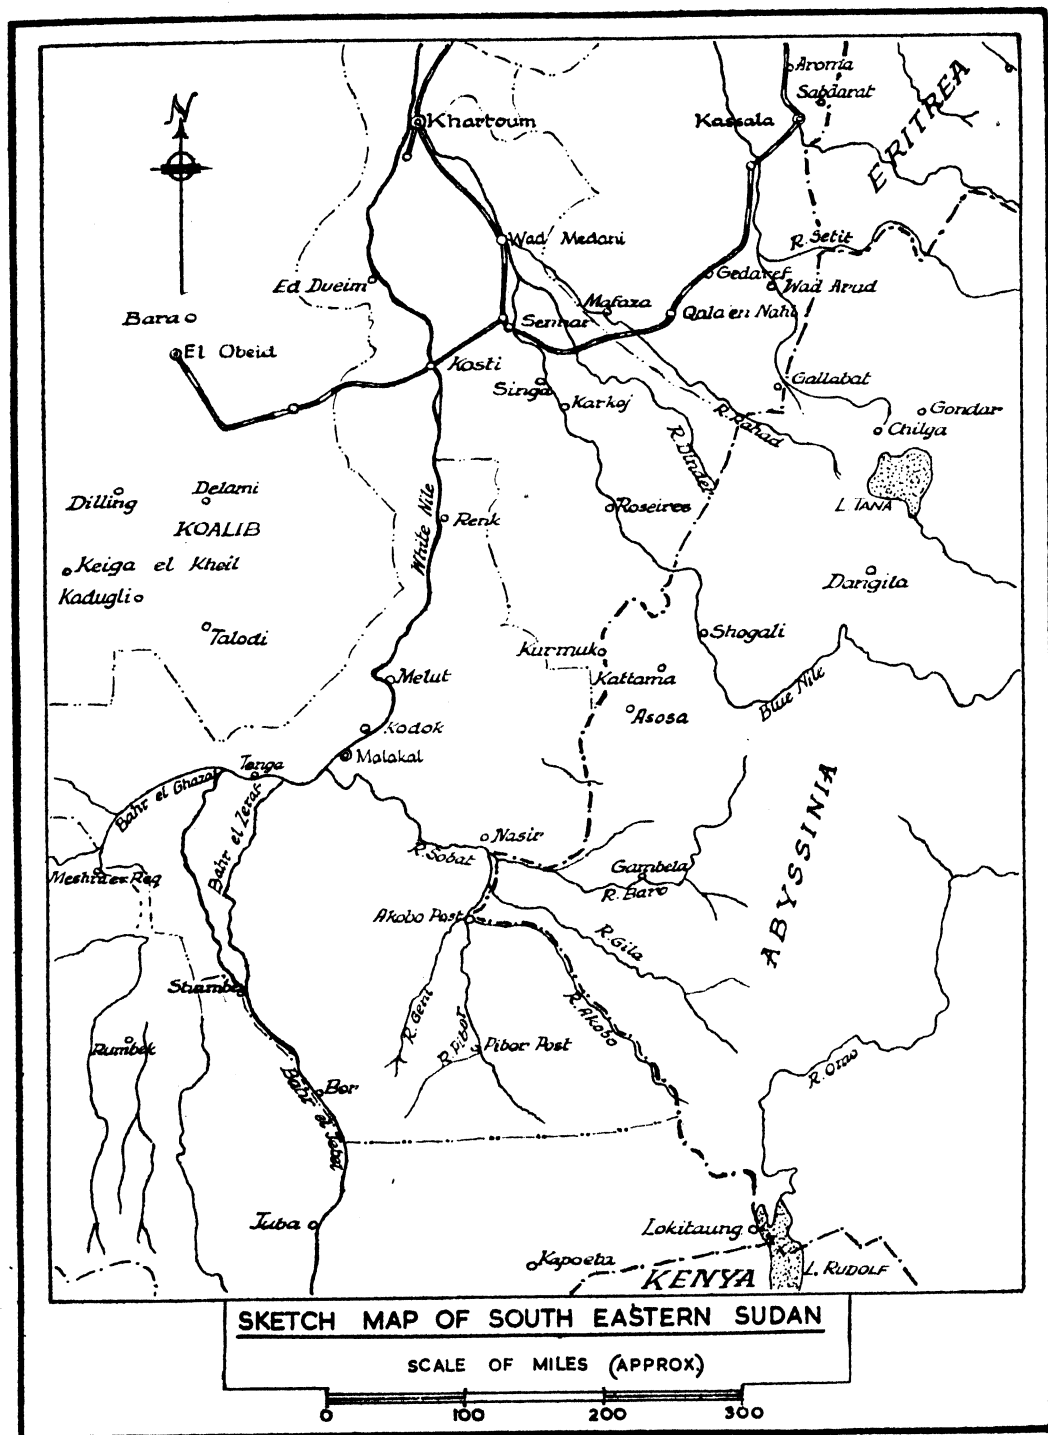 N
Khartoum
Kassala
Aroma
Sabdarat
ERITREA
Wad Medani
R. Setit
Ed Dueim
Gedaref
Wad Arud
Mafaza
Bara
Sennar
Qala'en Nahl
El Obeid
Kosti
Singa
Karkoj
Gallabat
R. Rahad
Gondar
Chilga
R. Dinder
Dilling
Delami
KOALIB
White Nile
Renk
Roseires
L. TANA
Keiga el Kheil
Kadugli
Dangila
Talodi
Shogali
Kurmuk
Melut
Kattama
Asosa
Blue Nile
Kodok
Malakal
Tonga
Bahr el Ghazal
Bahr el Zeraf
ABYSSINIA
Nasir
R. Sobat
Gambela
R. Baro
Meshra er Req
Akobo Post
R. Gila
Shambe
R. Geni
R. Pibor
R. Akobo
Rumbek
Pibor Post
R. Omo
Bor
Bahr el Jebel
Juba
Lokitaung
Kapoeta
KENYA
L. RUDOLF
SKETCH MAP OF SOUTH EASTERN SUDAN
SCALE OF MILES (APPROX.)
0 100 200 300